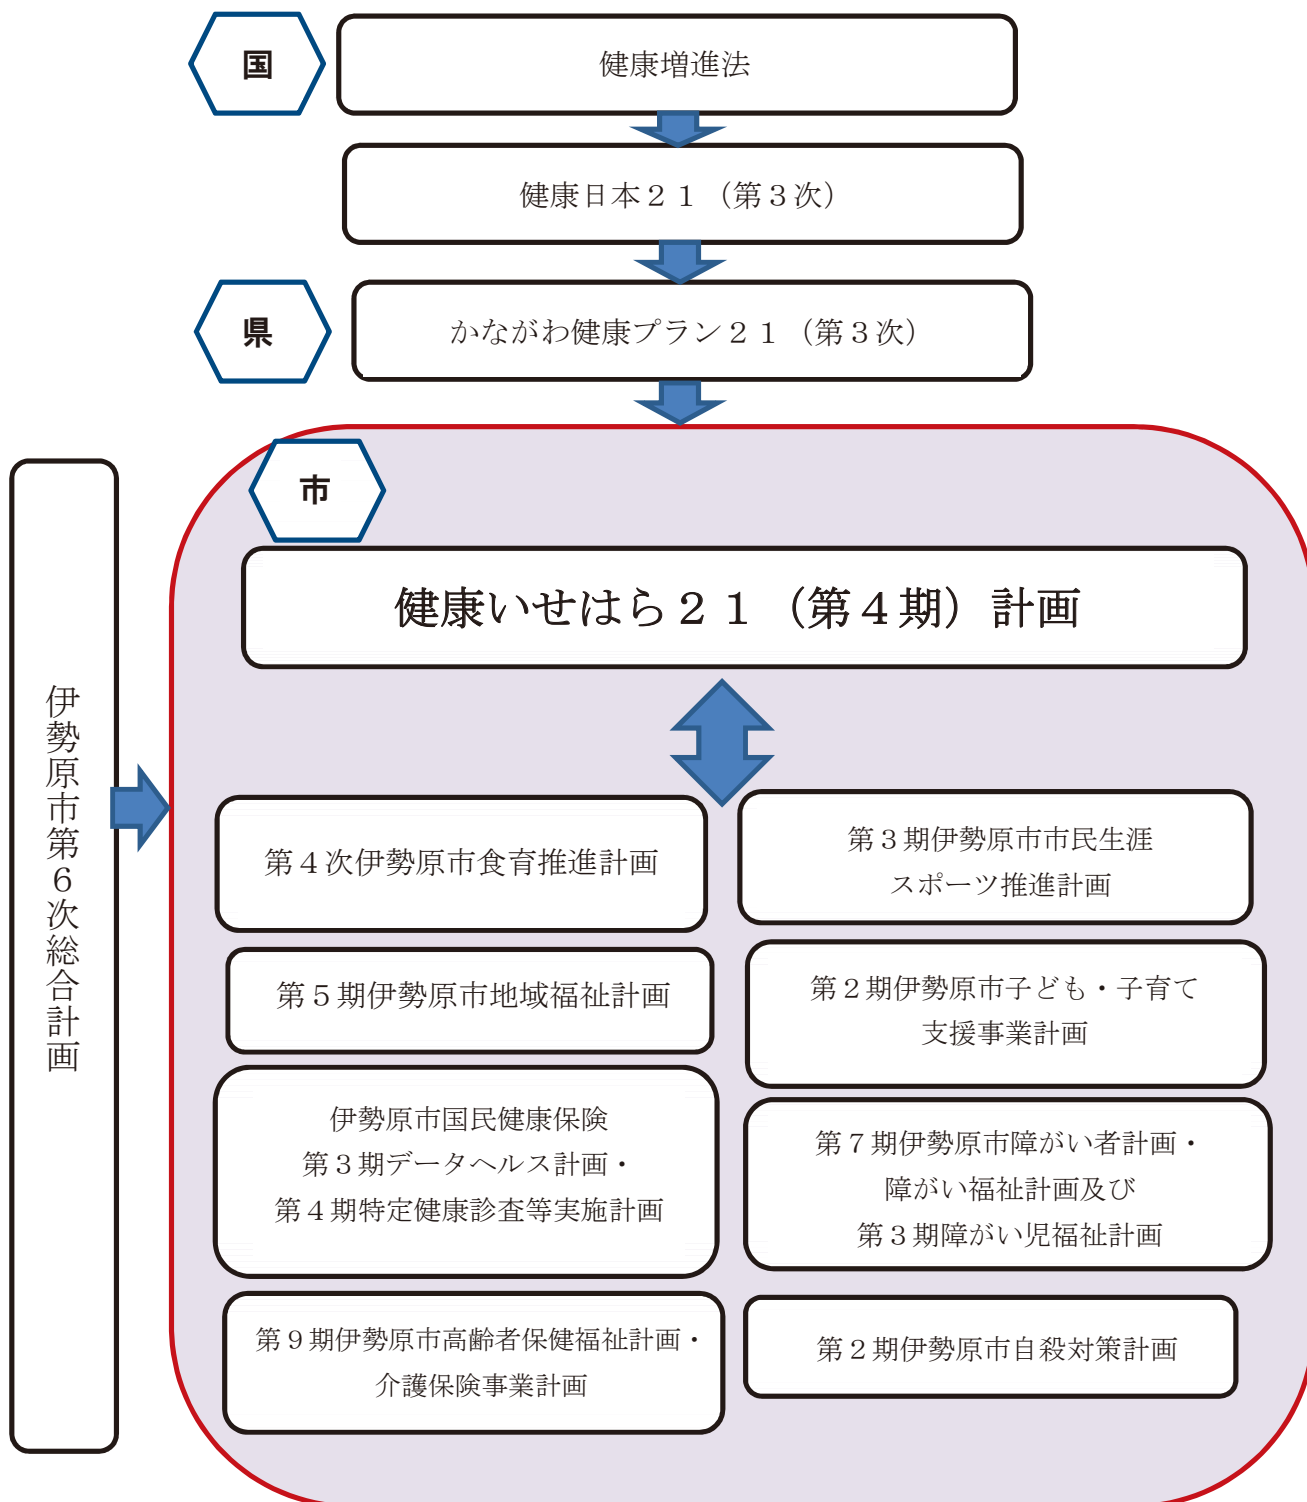 国
健康増進法
健康日本２１（第３次）
県
かながわ健康プラン２１（第３次）
市
健康いせはら２１（第４期）計画
伊勢原市第６次総合計画
第４次伊勢原市食育推進計画
第３期伊勢原市市民生涯
スポーツ推進計画
第５期伊勢原市地域福祉計画
第２期伊勢原市子ども・子育て
支援事業計画
伊勢原市国民健康保険
第３期データヘルス計画・
第４期特定健康診査等実施計画
第７期伊勢原市障がい者計画・
障がい福祉計画及び
第３期障がい児福祉計画
第９期伊勢原市高齢者保健福祉計画・
介護保険事業計画
第２期伊勢原市自殺対策計画